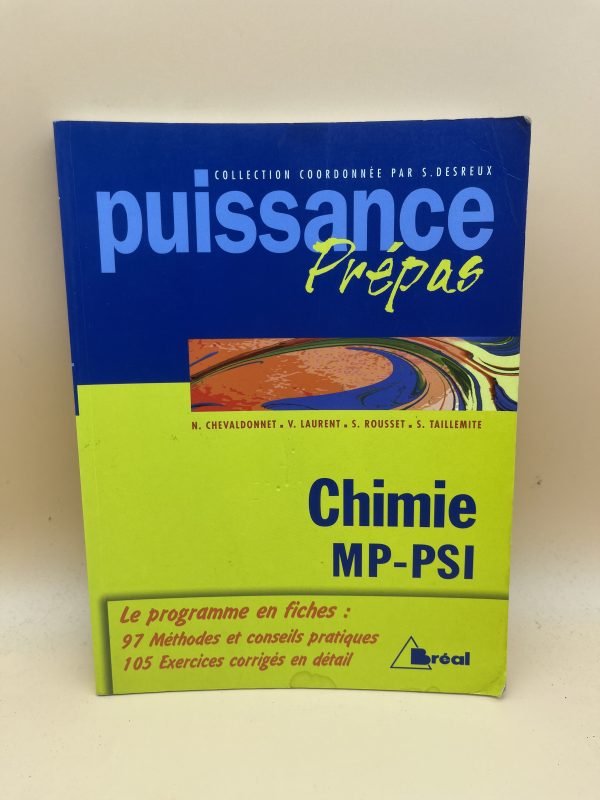 COLLECTION COORDONNÉE PAR S.DESREUX
puissance
Prépas
N. CHEVALDONNET . V. LAURENT . S. ROUSSET . S. TAILLEMITE
Chimie
MP-PSI
Le programme en fiches :
97 Méthodes et conseils pratiques
105 Exercices corrigés en détail
Bréal